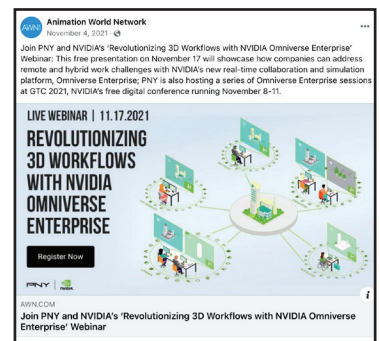 AWN
Animation World Network
November 4, 2021 ·
Join PNY and NVIDIA's 'Revolutionizing 3D Workflows with NVIDIA Omniverse Enterprise'
Webinar: This free presentation on November 17 will showcase how companies can address
remote and hybrid work challenges with NVIDIA's new real-time collaboration and simulation
platform, Omniverse Enterprise; PNY is also hosting a series of Omniverse Enterprise sessions
at GTC 2021, NVIDIA's free digital conference running November 8-11.
LIVE WEBINAR | 11.17.2021
REVOLUTIONIZING
3D WORKFLOWS
WITH NVIDIA
OMNIVERSE
ENTERPRISE
Register Now
PNY | NVIDIA
AWN.COM
Join PNY and NVIDIA's 'Revolutionizing 3D Workflows with NVIDIA Omniverse
Enterprise' Webinar